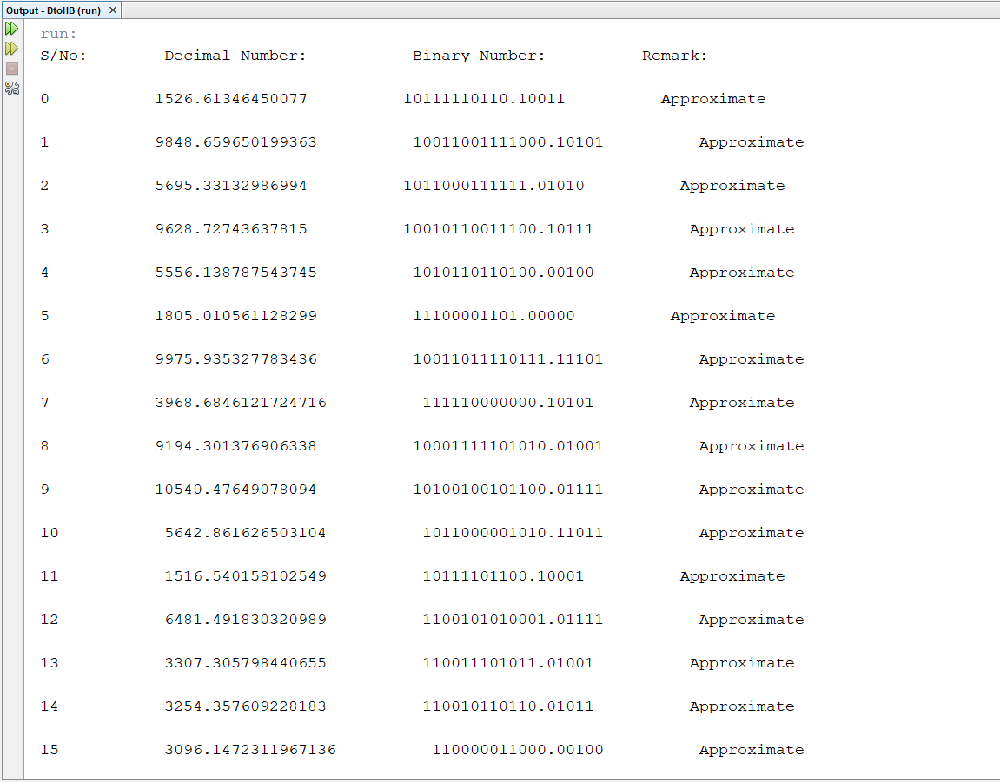 Output - DtoHB (run) ×
run:
S/No: Decimal Number: Binary Number: Remark:
0 1526.61346450077 10111110110.10011 Approximate
1 9848.659650199363 10011001111000.10101 Approximate
2 5695.33132986994 1011000111111.01010 Approximate
3 9628.72743637815 10010110011100.10111 Approximate
4 5556.138787543745 1010110110100.00100 Approximate
5 1805.010561128299 11100001101.00000 Approximate
6 9975.935327783436 10011011110111.11101 Approximate
7 3968.6846121724716 111110000000.10101 Approximate
8 9194.301376906338 10001111101010.01001 Approximate
9 10540.47649078094 10100100101100.01111 Approximate
10 5642.861626503104 1011000001010.11011 Approximate
11 1516.540158102549 10111101100.10001 Approximate
12 6481.491830320989 1100101010001.01111 Approximate
13 3307.305798440655 110011101011.01001 Approximate
14 3254.357609228183 110010110110.01011 Approximate
15 3096.1472311967136 110000011000.00100 Approximate